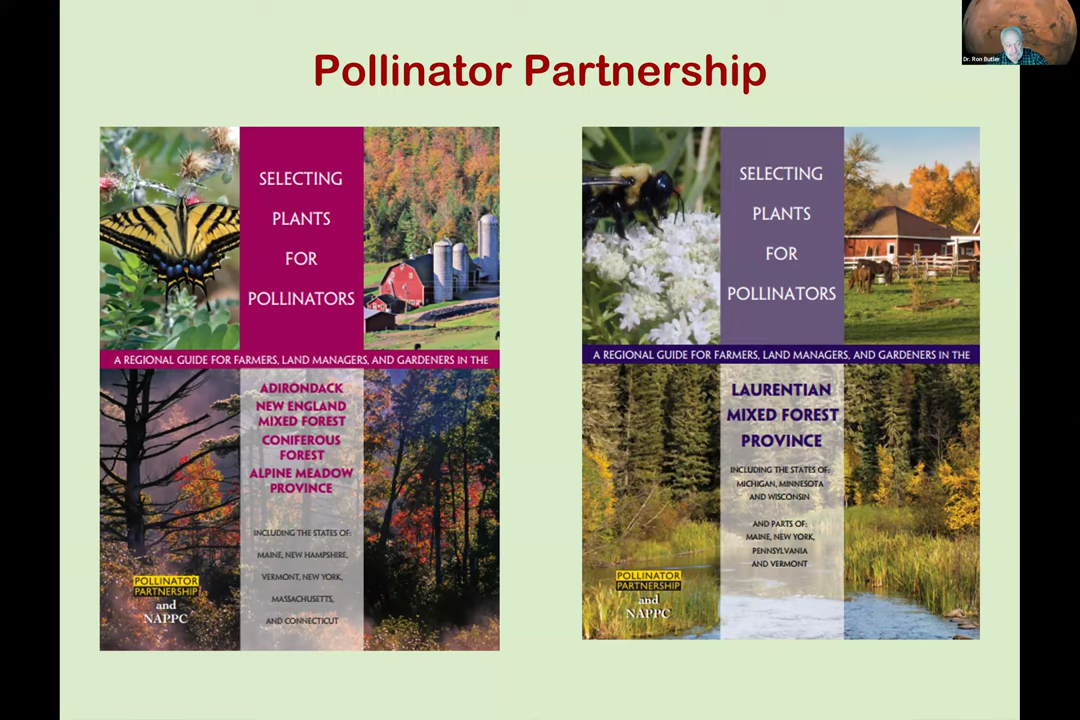 Pollinator Partnership
Dr. Ron Butler
SELECTING
PLANTS
FOR
POLLINATORS
A REGIONAL GUIDE FOR FARMERS, LAND MANAGERS, AND GARDENERS IN THE
ADIRONDACK
NEW ENGLAND
MIXED FOREST
CONIFEROUS
FOREST
ALPINE MEADOW
PROVINCE
INCLUDING THE STATES OF:
MAINE, NEW HAMPSHIRE,
VERMONT, NEW YORK,
MASSACHUSETTS,
AND CONNECTICUT
POLLINATOR
PARTNERSHIP
and
NAPPC
SELECTING
PLANTS
FOR
POLLINATORS
A REGIONAL GUIDE FOR FARMERS, LAND MANAGERS, AND GARDENERS IN THE
LAURENTIAN
MIXED FOREST
PROVINCE
INCLUDING THE STATES OF:
MICHIGAN, MINNESOTA
AND WISCONSIN
AND PARTS OF:
MAINE, NEW YORK,
PENNSYLVANIA
AND VERMONT
POLLINATOR
PARTNERSHIP
and
NAPPC